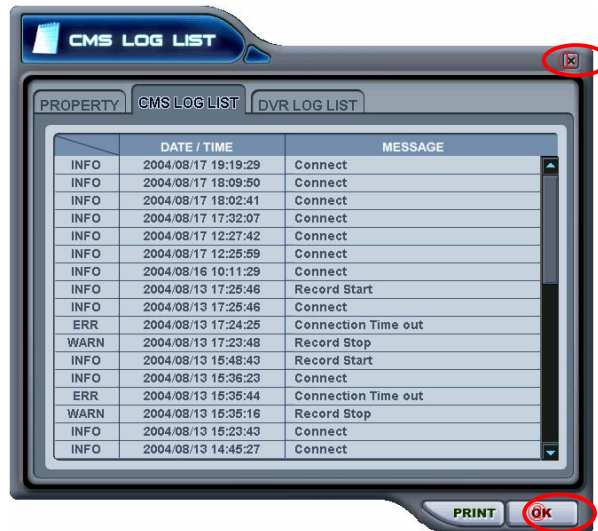 CMS LOG LIST
PROPERTY CMS LOG LIST DVR LOG LIST
DATE / TIME MESSAGE
INFO 2004/08/17 19:19:29 Connect
INFO 2004/08/17 18:09:50 Connect
INFO 2004/08/17 18:02:41 Connect
INFO 2004/08/17 17:32:07 Connect
INFO 2004/08/17 12:27:42 Connect
INFO 2004/08/17 12:25:59 Connect
INFO 2004/08/16 10:11:29 Connect
INFO 2004/08/13 17:25:46 Record Start
INFO 2004/08/13 17:25:46 Connect
ERR 2004/08/13 17:24:25 Connection Time out
WARN 2004/08/13 17:23:48 Record Stop
INFO 2004/08/13 15:48:43 Record Start
INFO 2004/08/13 15:36:23 Connect
ERR 2004/08/13 15:35:44 Connection Time out
WARN 2004/08/13 15:35:16 Record Stop
INFO 2004/08/13 15:23:43 Connect
INFO 2004/08/13 14:45:27 Connect
PRINT OK